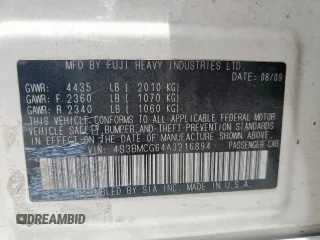 MFD BY FUJI HEAVY INDUSTRIES LTD.
DATE: 08/09
GVWR: 4435 LB ( 2010 KG)
GAWR: F 2360 LB ( 1070 KG)
GAWR: R 2340 LB ( 1060 KG)
THIS VEHICLE CONFORMS TO ALL APPLICABLE FEDERAL MOTOR
VEHICLE SAFETY, BUMPER, AND THEFT PREVENTION STANDARDS
IN EFFECT ON THE DATE OF MANUFACTURE SHOWN ABOVE.
VIN: 4S3BMCG64A3216894 PASSENGER CAR
ASSEMBLED BY SIA INC. MADE IN U.S.A.
DREAMBID